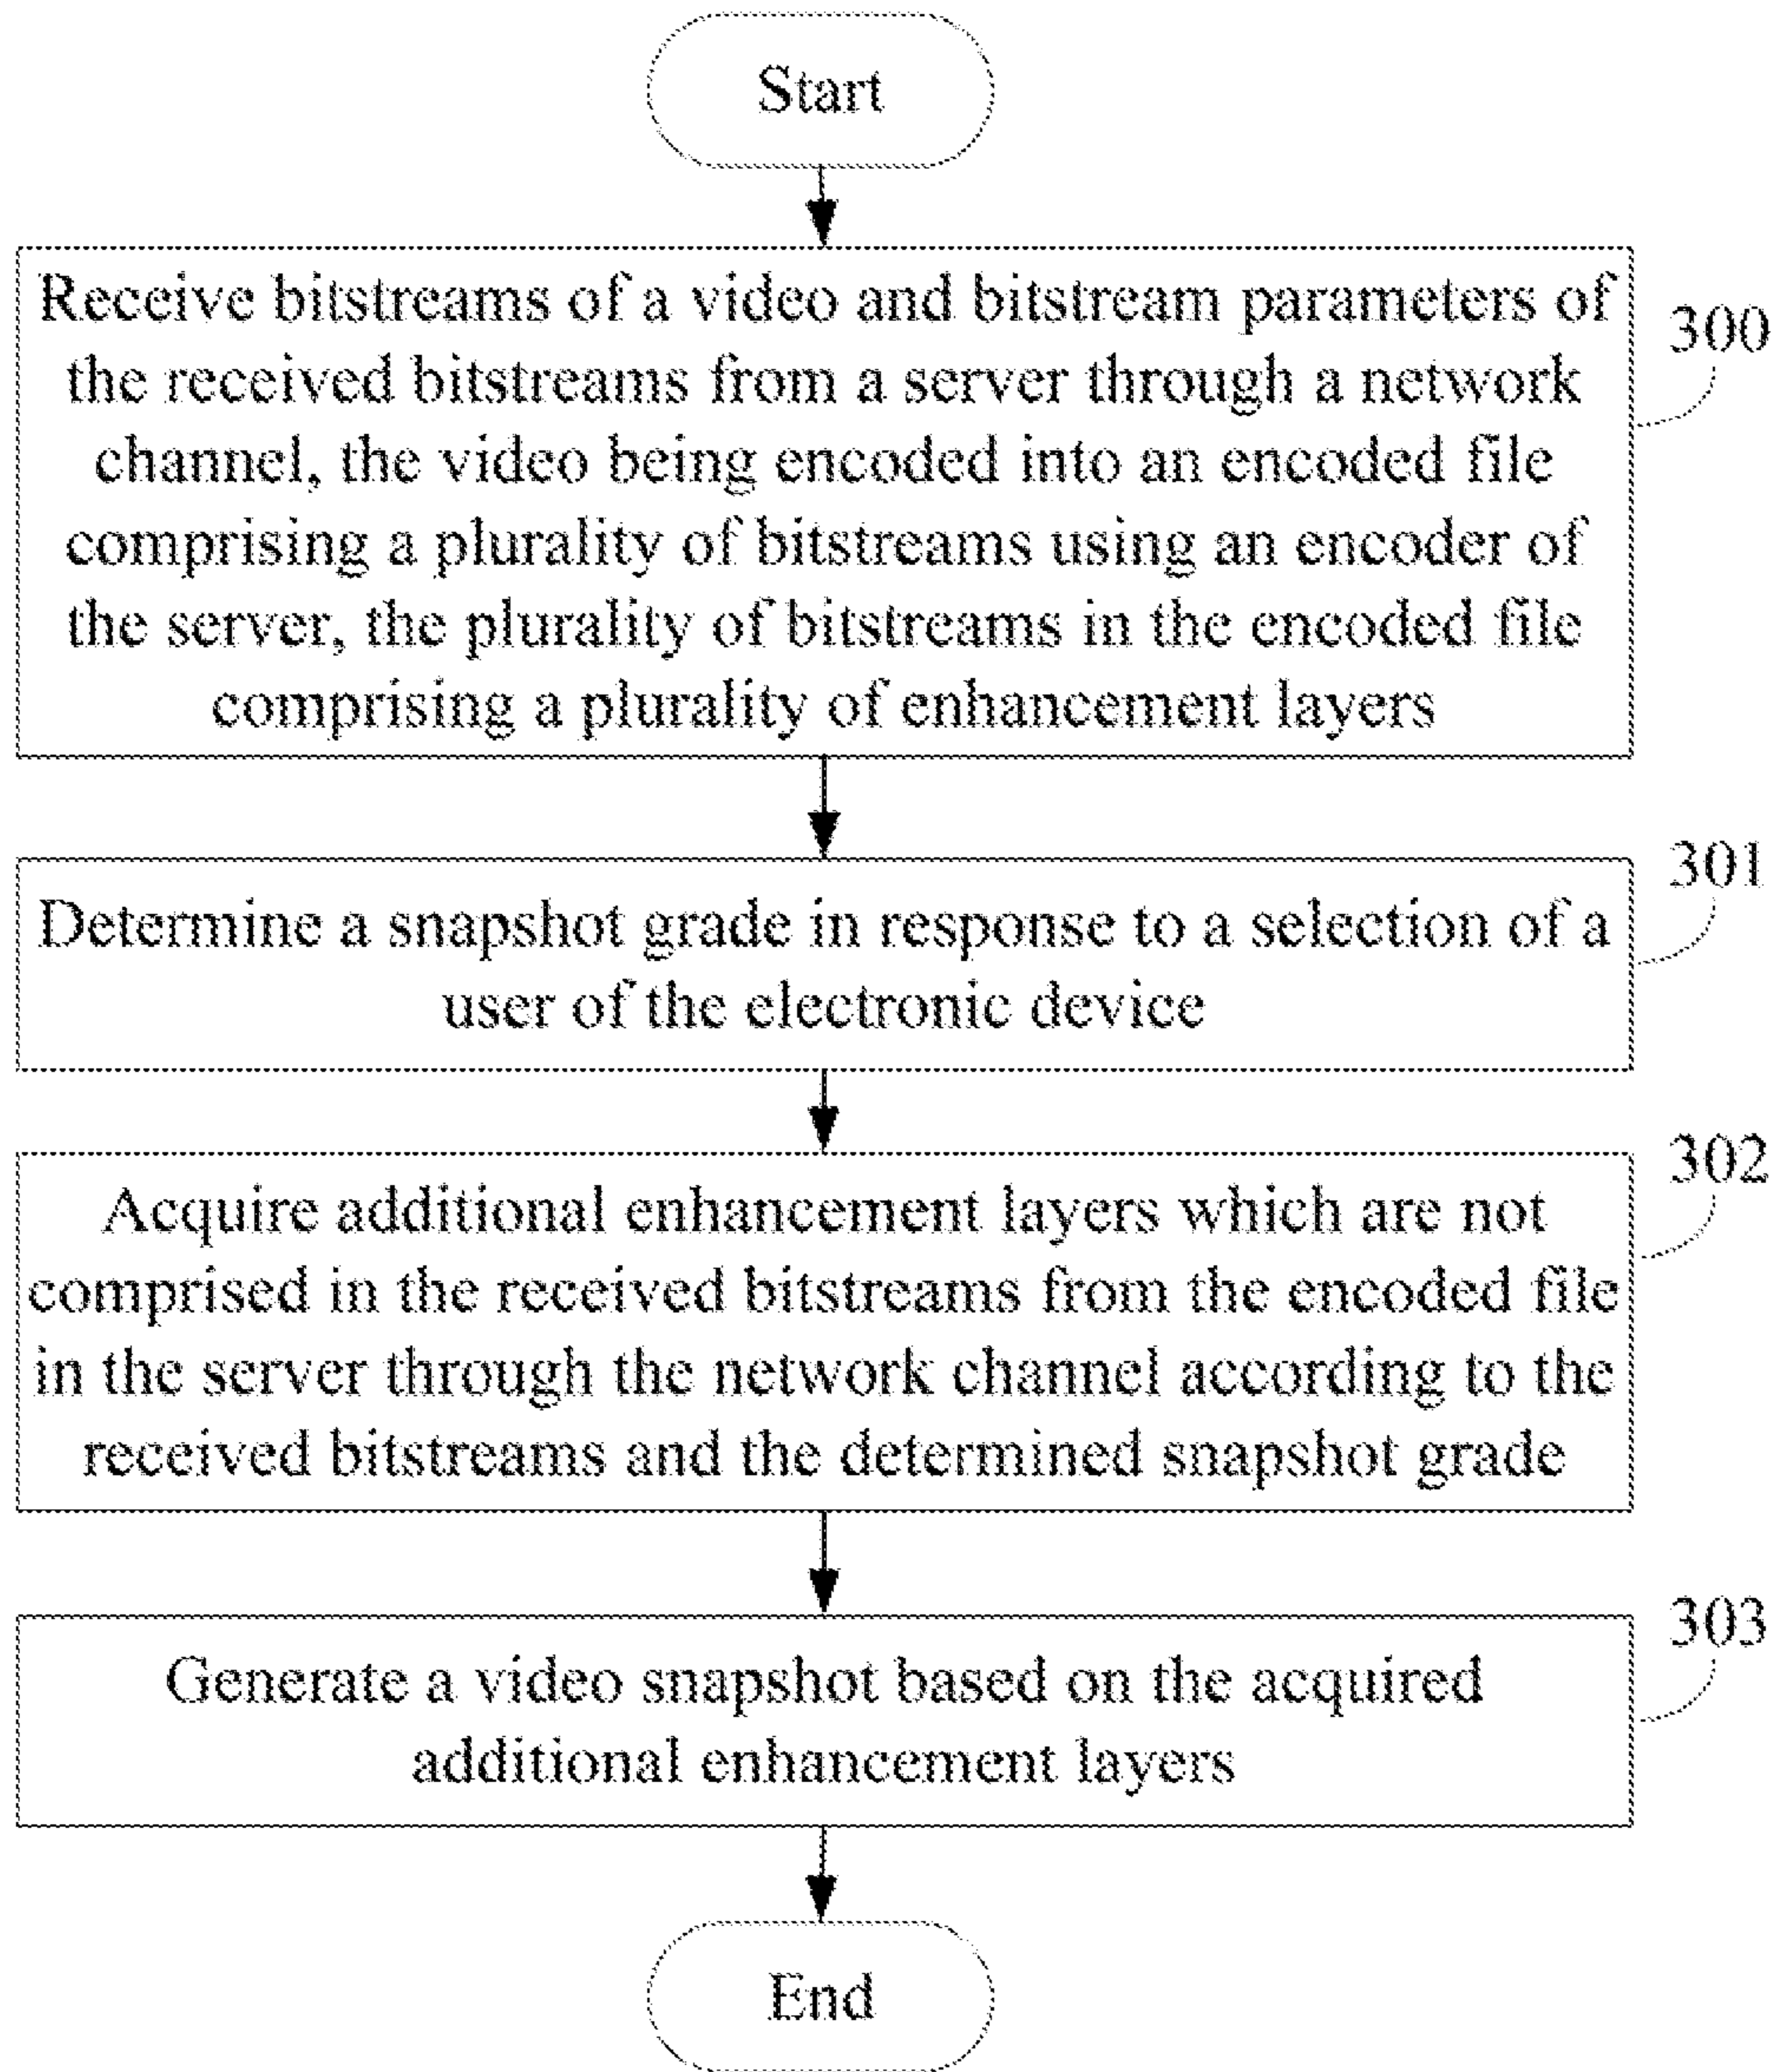 Start
Receive bitstreams of a video and bitstream parameters of
the received bitstreams from a server through a network
channel, the video being encoded into an encoded file
comprising a plurality of bitstreams using an encoder of
the server, the plurality of bitstreams in the encoded file
comprising a plurality of enhancement layers
300
Determine a snapshot grade in response to a selection of a
user of the electronic device
301
Acquire additional enhancement layers which are not
comprised in the received bitstreams from the encoded file
in the server through the network channel according to the
received bitstreams and the determined snapshot grade
302
Generate a video snapshot based on the acquired
additional enhancement layers
303
End